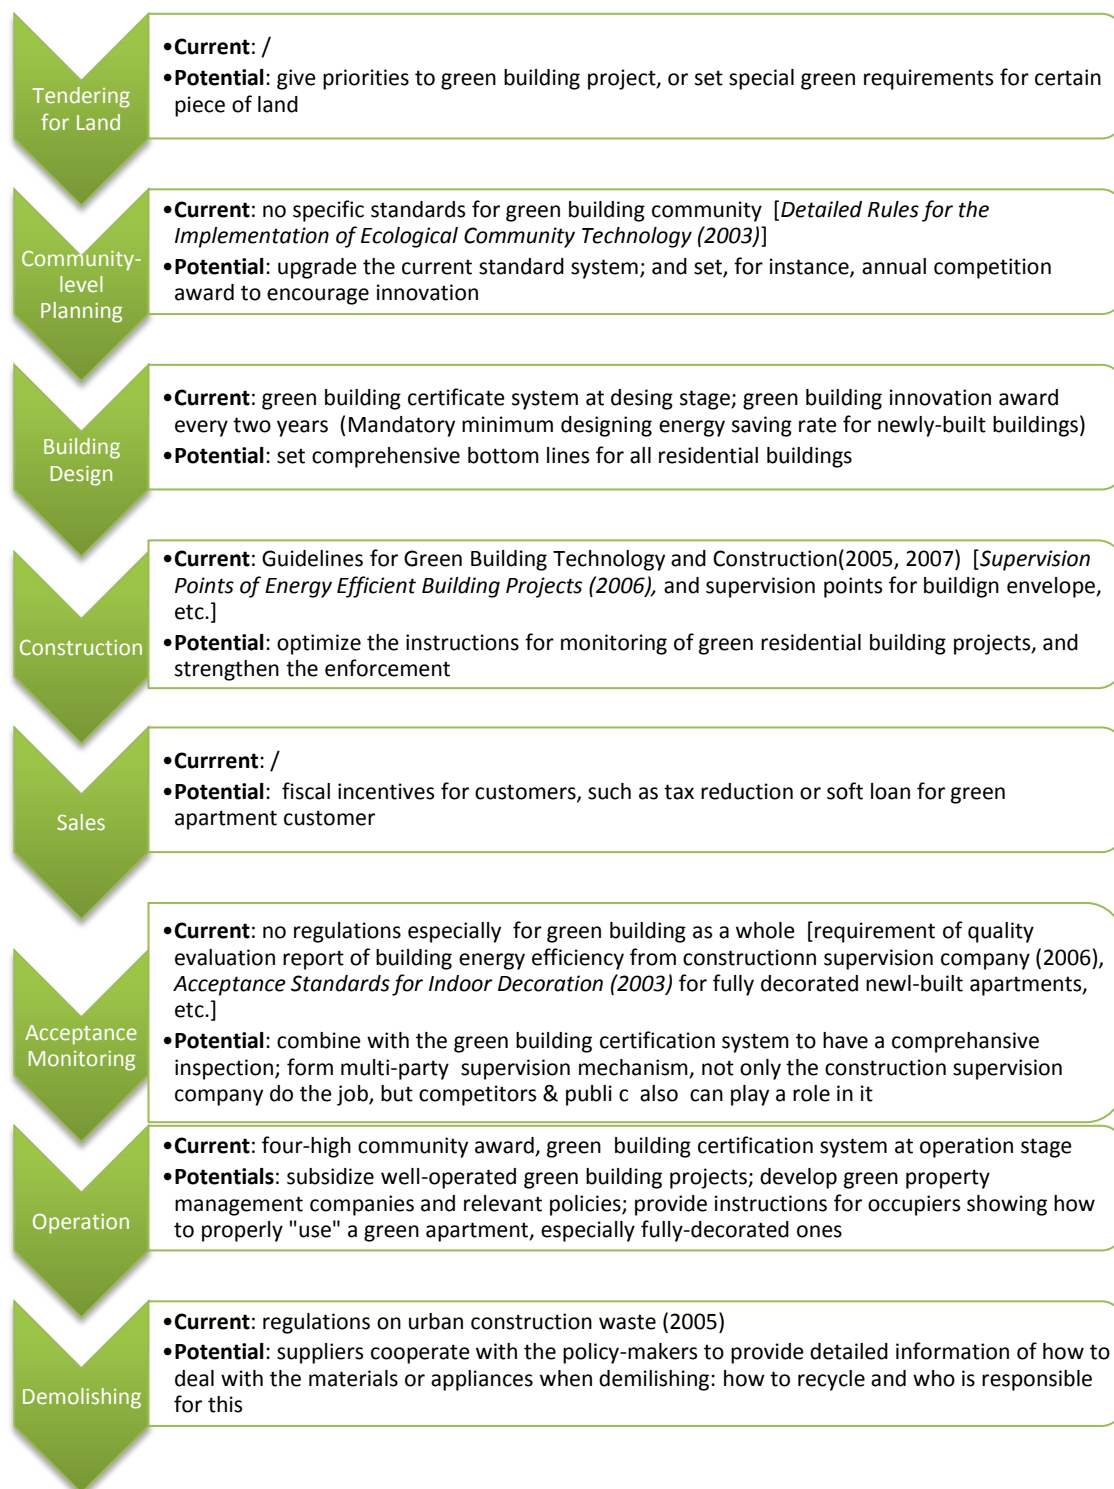 Tendering
for Land
•Current: /
•Potential: give priorities to green building project, or set special green requirements for certain
piece of land
Community-
level
Planning
•Current: no specific standards for green building community [Detailed Rules for the
Implementation of Ecological Community Technology (2003)]
•Potential: upgrade the current standard system; and set, for instance, annual competition
award to encourage innovation
Building
Design
•Current: green building certificate system at desing stage; green building innovation award
every two years (Mandatory minimum designing energy saving rate for newly-built buildings)
•Potential: set comprehensive bottom lines for all residential buildings
Construction
•Current: Guidelines for Green Building Technology and Construction(2005, 2007) [Supervision
Points of Energy Efficient Building Projects (2006), and supervision points for buildign envelope,
etc.]
•Potential: optimize the instructions for monitoring of green residential building projects, and
strengthen the enforcement
Sales
•Currrent: /
•Potential: fiscal incentives for customers, such as tax reduction or soft loan for green
apartment customer
Acceptance
Monitoring
•Current: no regulations especially for green building as a whole [requirement of quality
evaluation report of building energy efficiency from constructionn supervision company (2006),
Acceptance Standards for Indoor Decoration (2003) for fully decorated newl-built apartments,
etc.]
•Potential: combine with the green building certification system to have a comprehansive
inspection; form multi-party supervision mechanism, not only the construction supervision
company do the job, but competitors & publi c also can play a role in it
Operation
•Current: four-high community award, green building certification system at operation stage
•Potentials: subsidize well-operated green building projects; develop green property
management companies and relevant policies; provide instructions for occupiers showing how
to properly "use" a green apartment, especially fully-decorated ones
Demolishing
•Current: regulations on urban construction waste (2005)
•Potential: suppliers cooperate with the policy-makers to provide detailed information of how to
deal with the materials or appliances when demilishing: how to recycle and who is responsible
for this